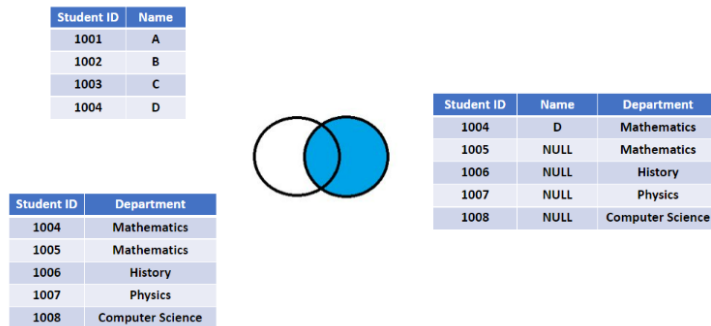 Student ID Name
1001 A
1002 B
1003 C
1004 D
Student ID Department
1004 Mathematics
1005 Mathematics
1006 History
1007 Physics
1008 Computer Science
Student ID Name Department
1004 D Mathematics
1005 NULL Mathematics
1006 NULL History
1007 NULL Physics
1008 NULL Computer Science